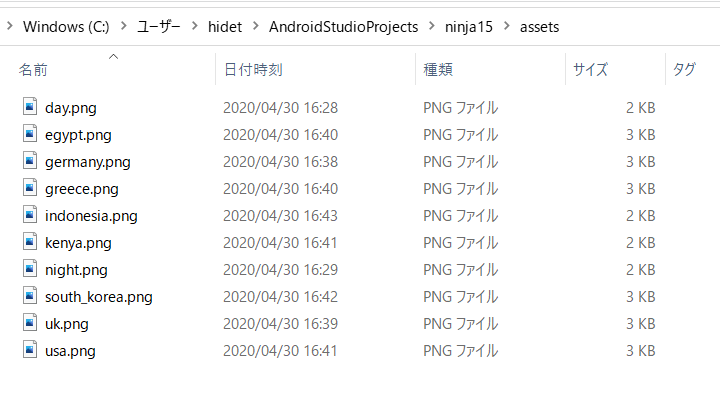 Windows (C:) > ユーザー > hidet > AndroidStudioProjects > ninja15 > assets
名前 日付時刻 種類 サイズ タグ
day.png 2020/04/30 16:28 PNG ファイル 2 KB
egypt.png 2020/04/30 16:40 PNG ファイル 3 KB
germany.png 2020/04/30 16:38 PNG ファイル 3 KB
greece.png 2020/04/30 16:40 PNG ファイル 3 KB
indonesia.png 2020/04/30 16:43 PNG ファイル 2 KB
kenya.png 2020/04/30 16:41 PNG ファイル 2 KB
night.png 2020/04/30 16:29 PNG ファイル 2 KB
south_korea.png 2020/04/30 16:42 PNG ファイル 3 KB
uk.png 2020/04/30 16:39 PNG ファイル 3 KB
usa.png 2020/04/30 16:41 PNG ファイル 3 KB